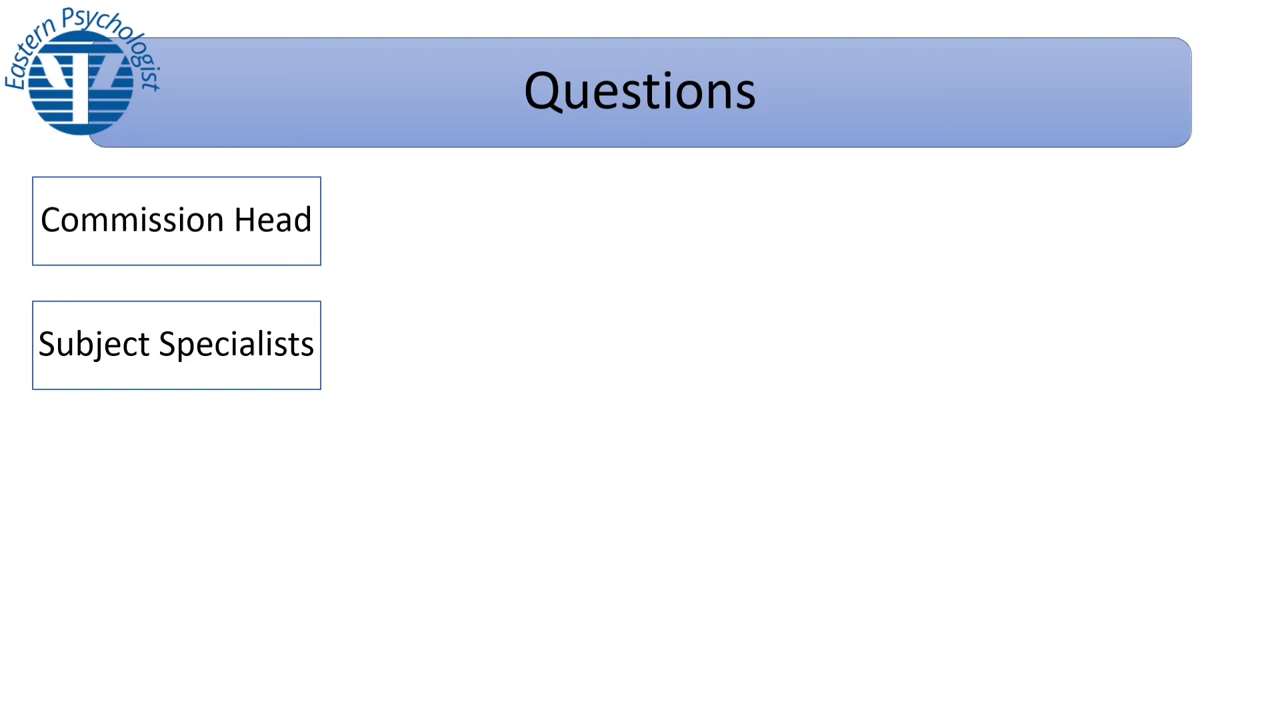 Eastern Psychologist
Questions
Commission Head
Subject Specialists